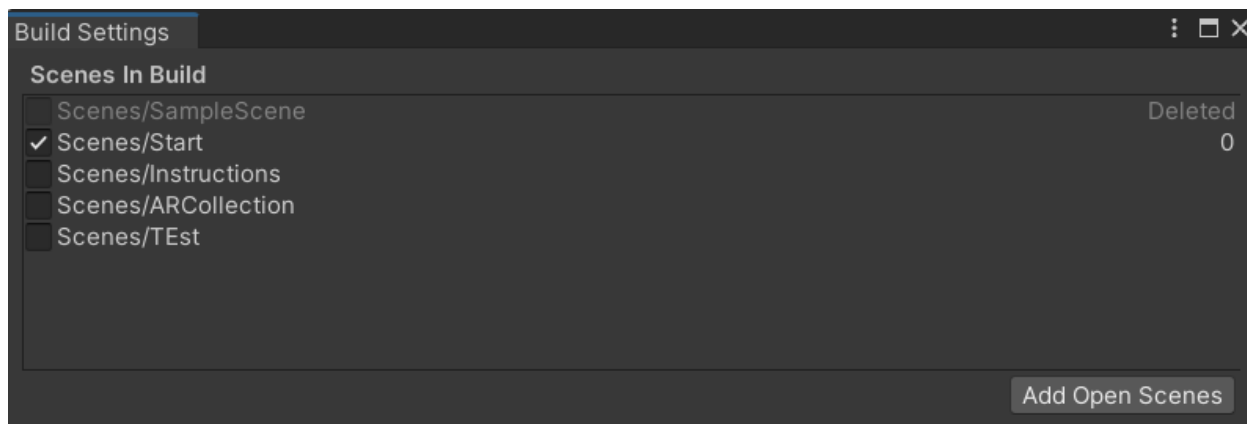 Build Settings
Scenes In Build
Scenes/SampleScene Deleted
Scenes/Start 0
Scenes/Instructions
Scenes/ARCollection
Scenes/TEst
Add Open Scenes